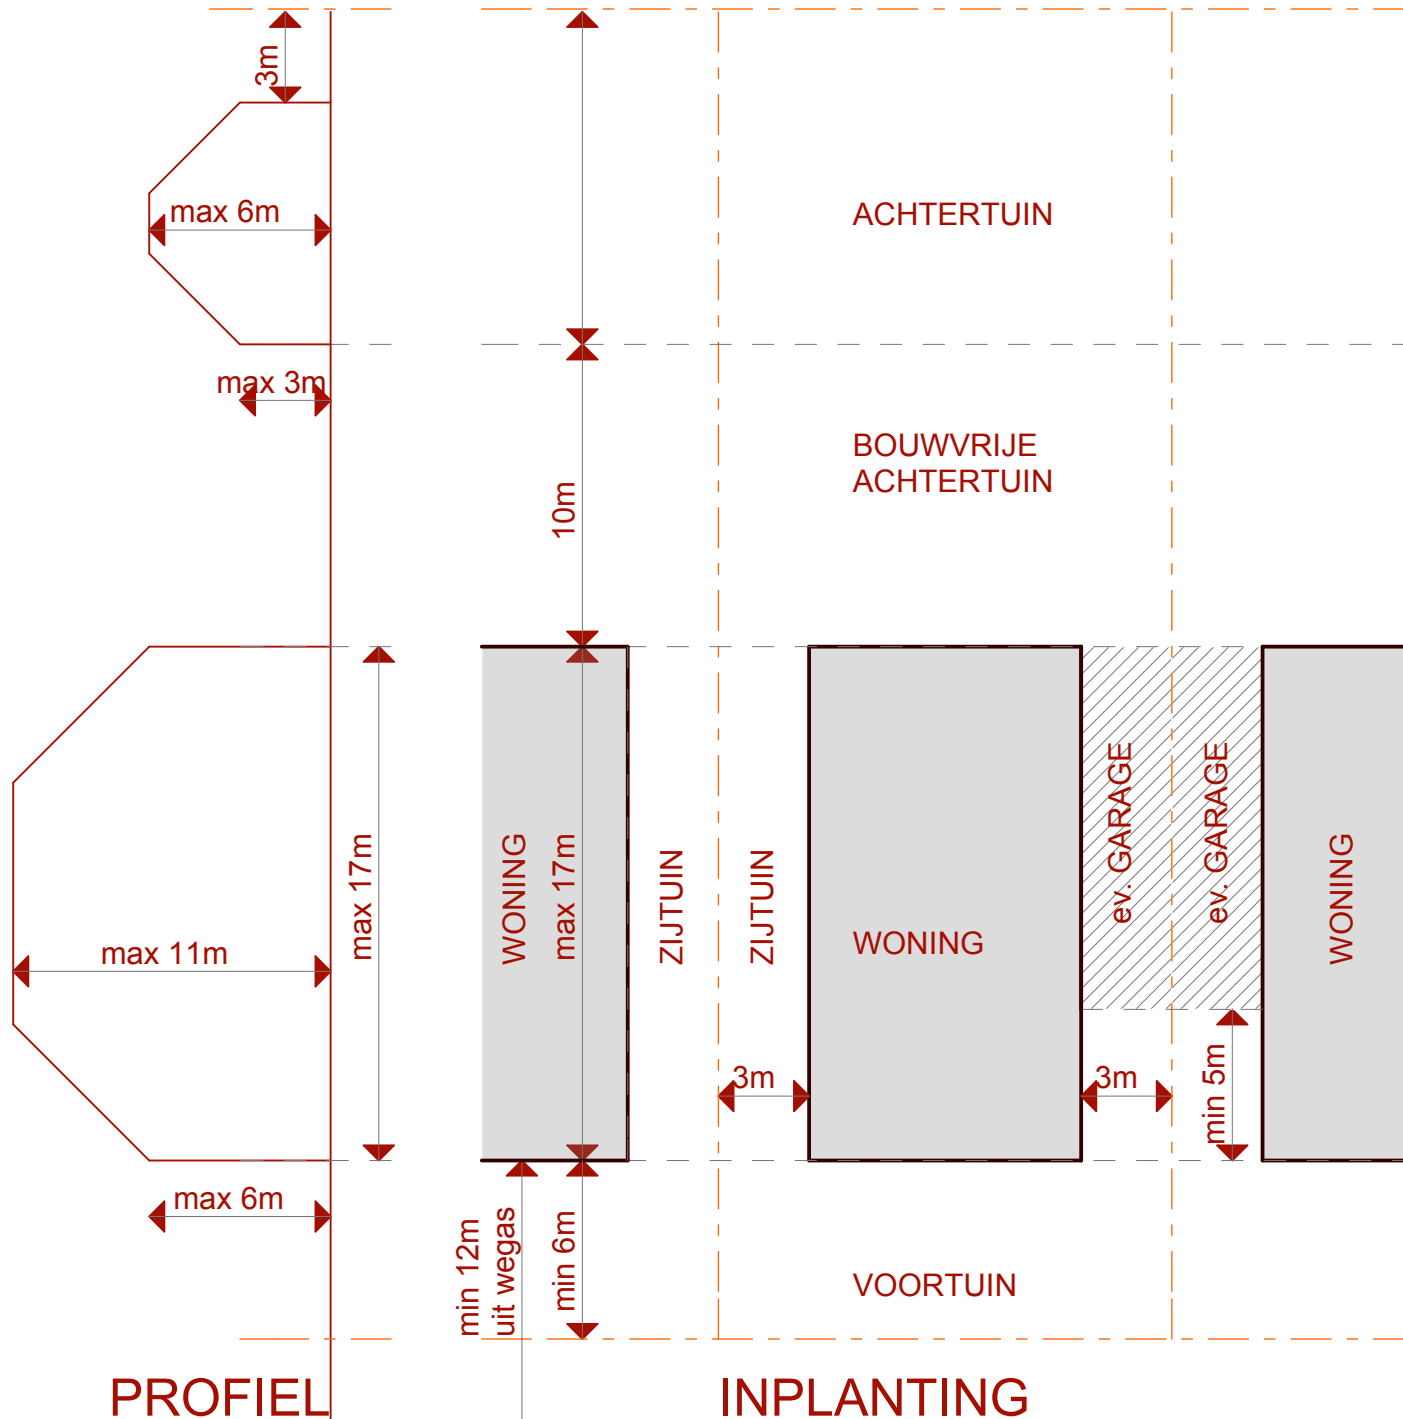 3m
max 6m
ACHTERTUIN
max 3m
BOUWVRIJE
ACHTERTUIN
10m
max 17m
max 11m
WONING
max 17m
ZIJTUIN
ZIJTUIN
WONING
ev. GARAGE
ev. GARAGE
WONING
3m
3m
min 5m
max 6m
min 12m
uit wegas
min 6m
VOORTUIN
PROFIEL
INPLANTING